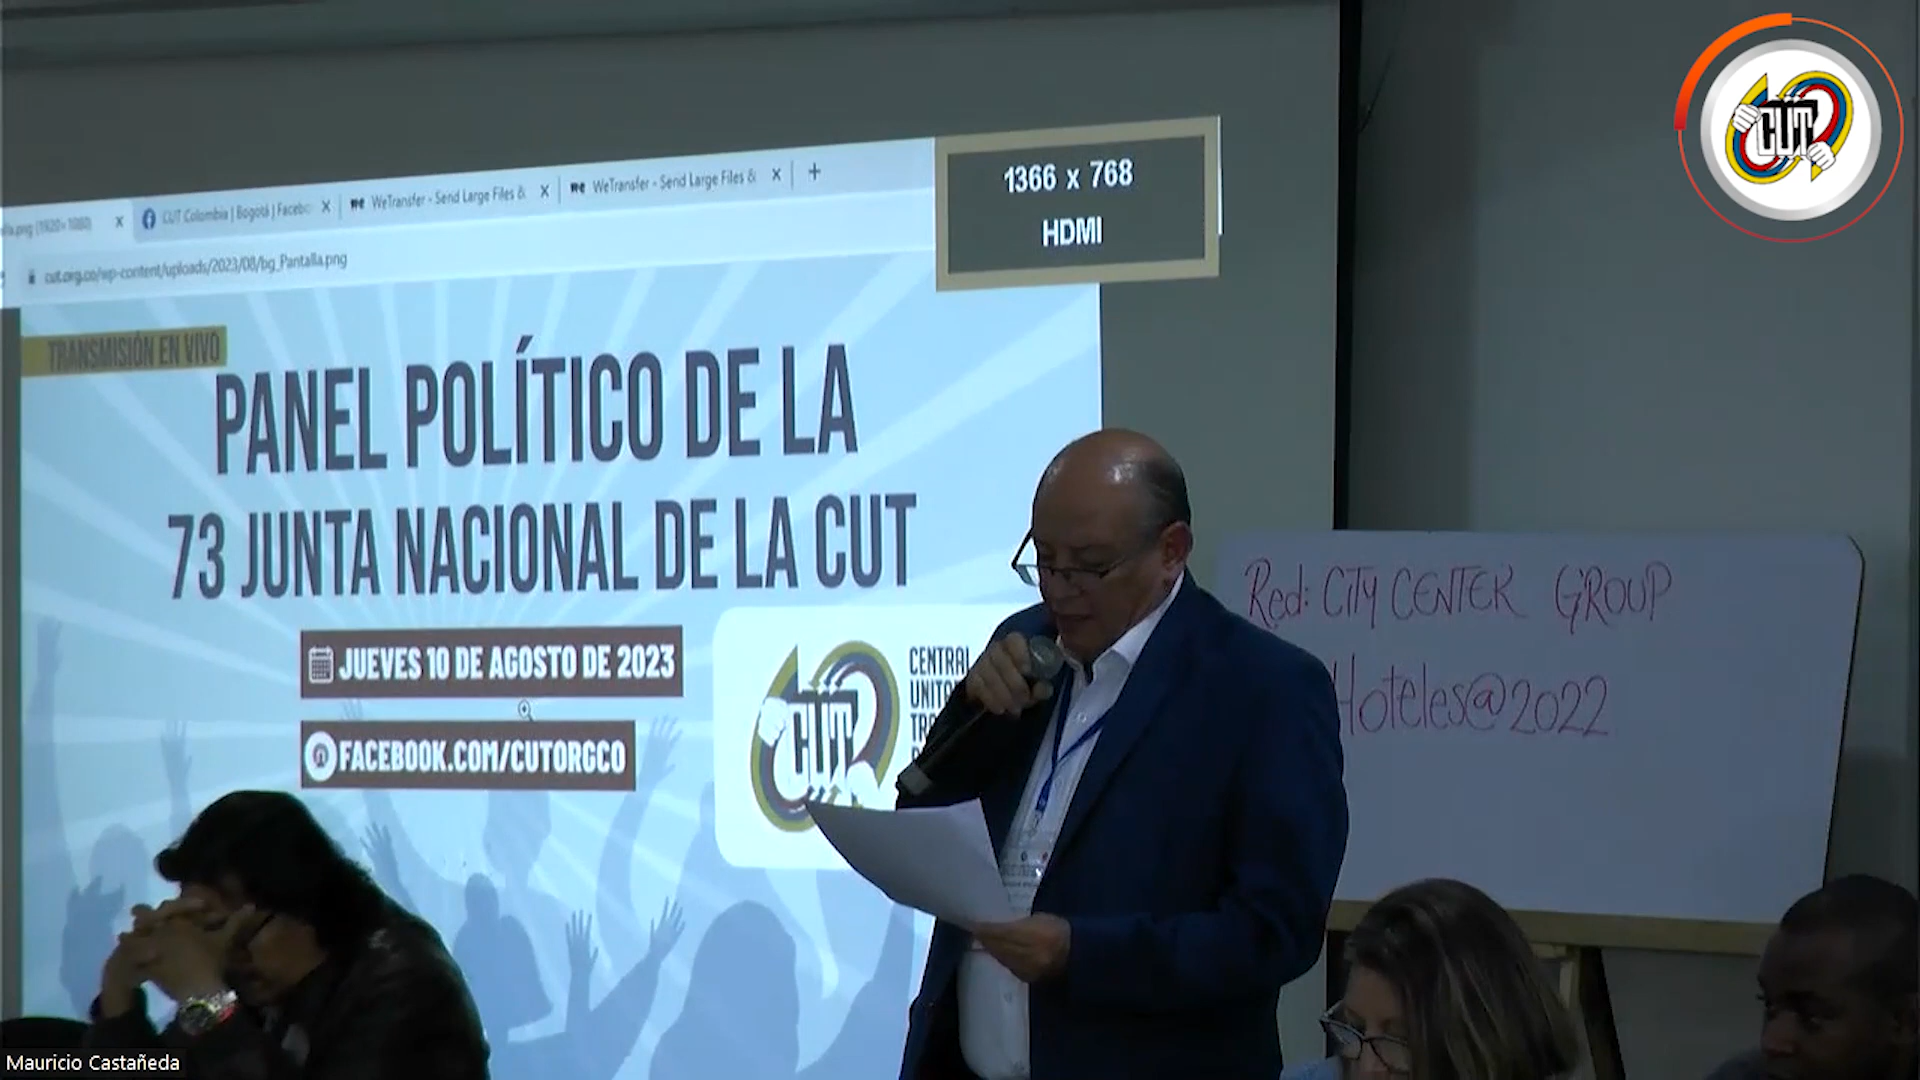 CUT
1366 x 768
HDMI
CUT Colombia | Bogotá | Facebo
WeTransfer - Send Large Files &
WeTransfer - Send Large Files &
cut.org.co/wp-content/uploads/2023/08/bg_Pantalla.png
TRANSMISIÓN EN VIVO
PANEL POLÍTICO DE LA
73 JUNTA NACIONAL DE LA CUT
JUEVES 10 DE AGOSTO DE 2023
FACEBOOK.COM/CUTORGCO
CUT
CENTRAL
Red: CITY CENTER GROUP
Hoteles@2022
Mauricio Castañeda